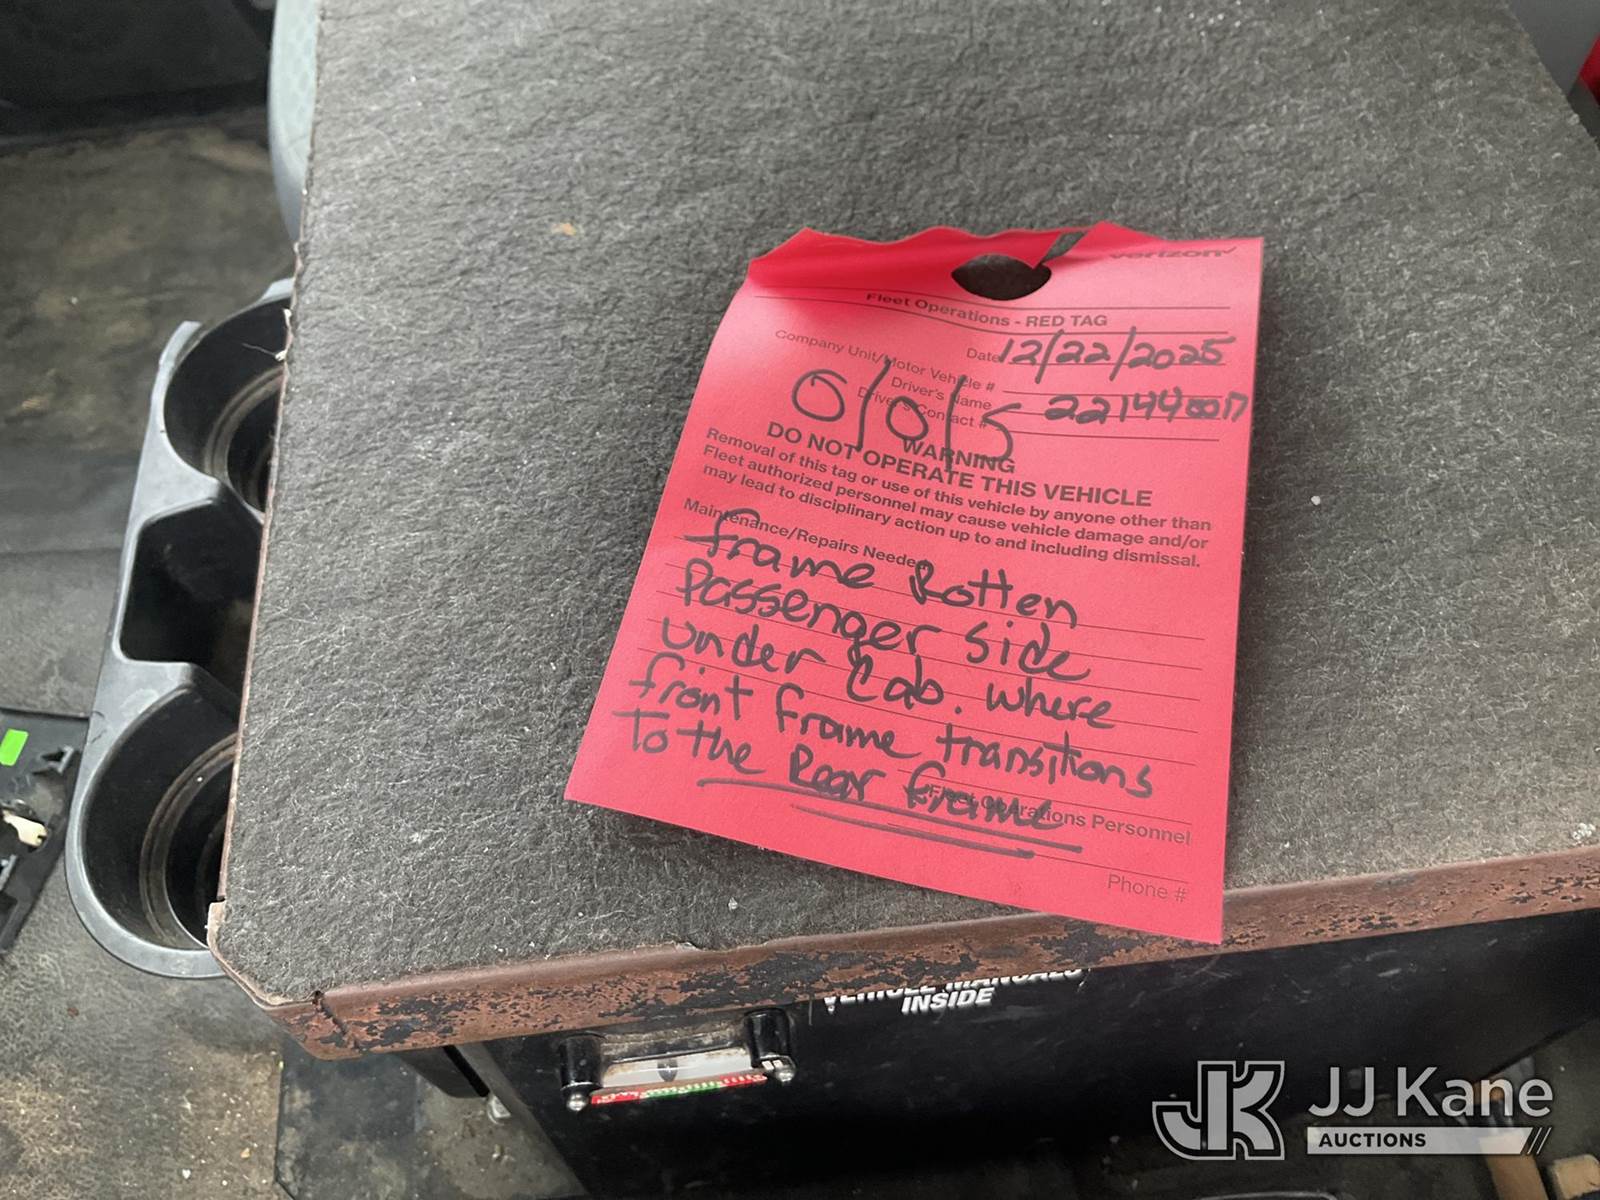 verizon
Fleet Operations - RED TAG
Date 12/22/2025
Company Unit/Motor Vehicle #
Driver's Name
Driver's Contact #
O/O/S
WARNING
DO NOT OPERATE THIS VEHICLE
Removal of this tag or use of this vehicle by anyone other than
Fleet authorized personnel may cause vehicle damage and/or
may lead to disciplinary action up to and including dismissal.
Maintenance/Repairs Needed
frame Rotten
Passenger Side
under Cab. where
front frame transitions
To the Rear frame
Fleet Operations Personnel
Phone #
VEHICLE MANUALS
INSIDE
JK JJ Kane
AUCTIONS